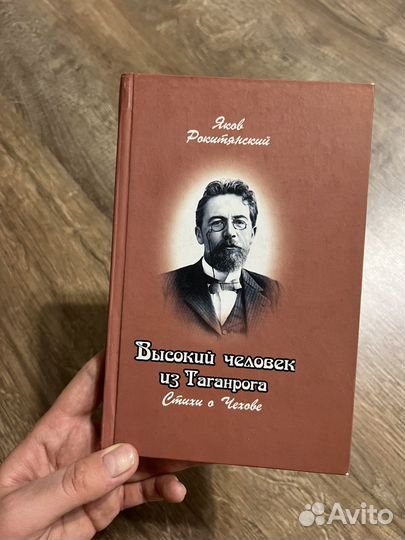 Яков
Рокитянский
Высокий человек
из Таганрога
Стихи о Чехове
Avito